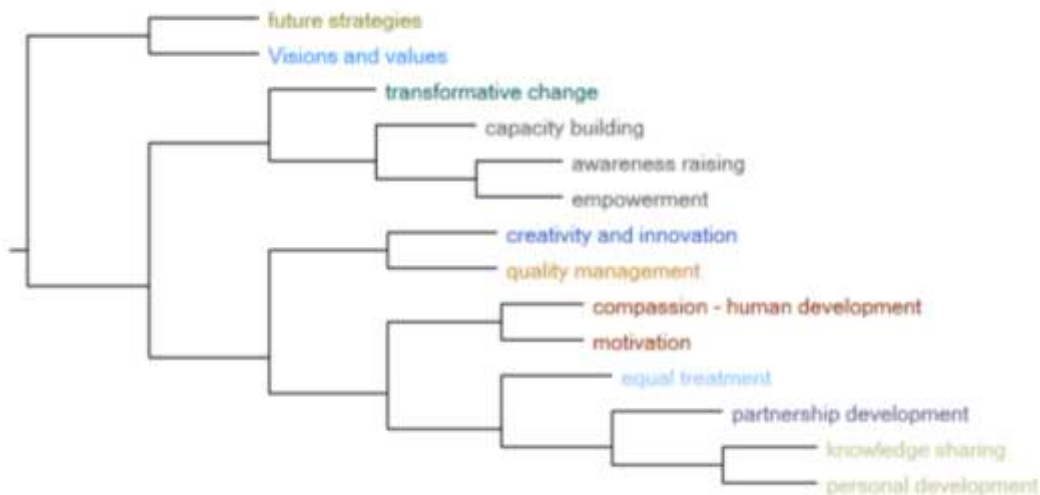 future strategies
Visions and values
transformative change
capacity building
awareness raising
empowerment
creativity and innovation
quality management
compassion - human development
motivation
equal treatment
partnership development
knowledge sharing
personal development